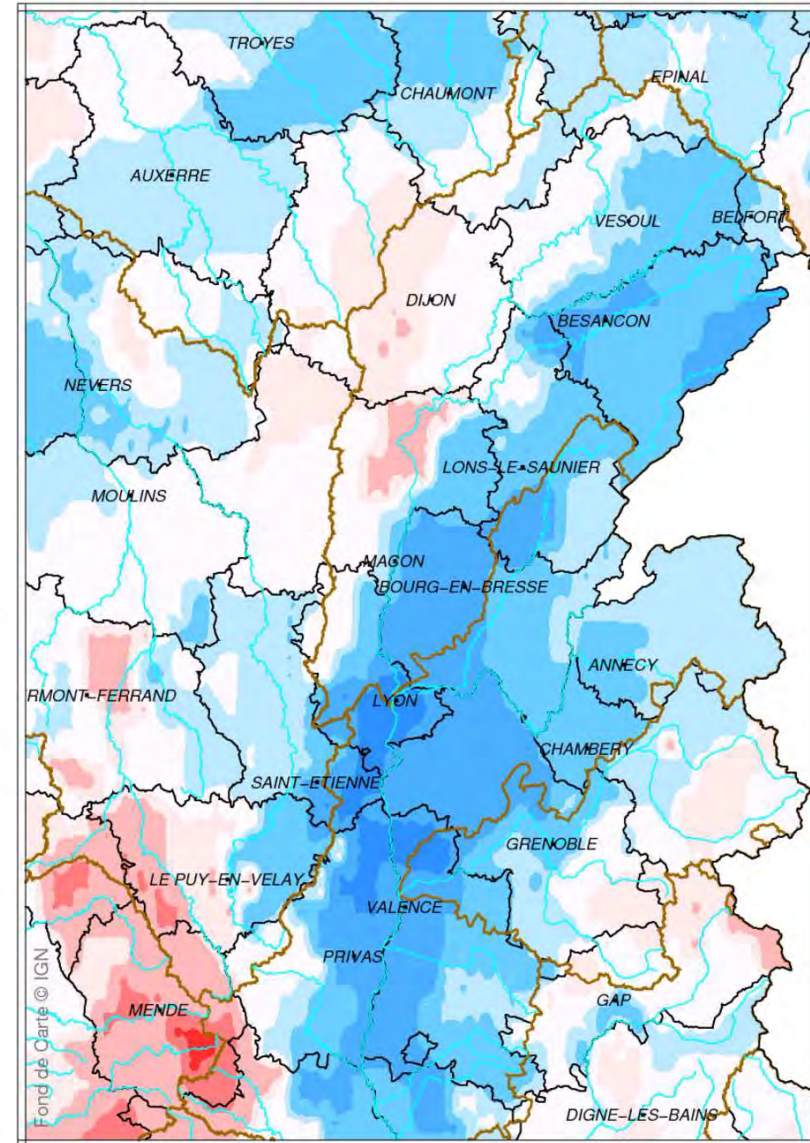 TROYES
EPINAL
CHAUMONT
AUXERRE
VESOUL
BELFORT
DIJON
BESANCON
NEVERS
LONS-LE-SAUNIER
MOULINS
MACON
BOURG-EN-BRESSE
ANNECY
RMONT-FERRAND
LYON
CHAMBERY
SAINT-ETIENNE
GRENOBLE
LE PUY-EN-VELAY
VALENCE
PRIVAS
GAP
MENDE
DIGNE-LES-BAINS
Fond de Carte © IGN